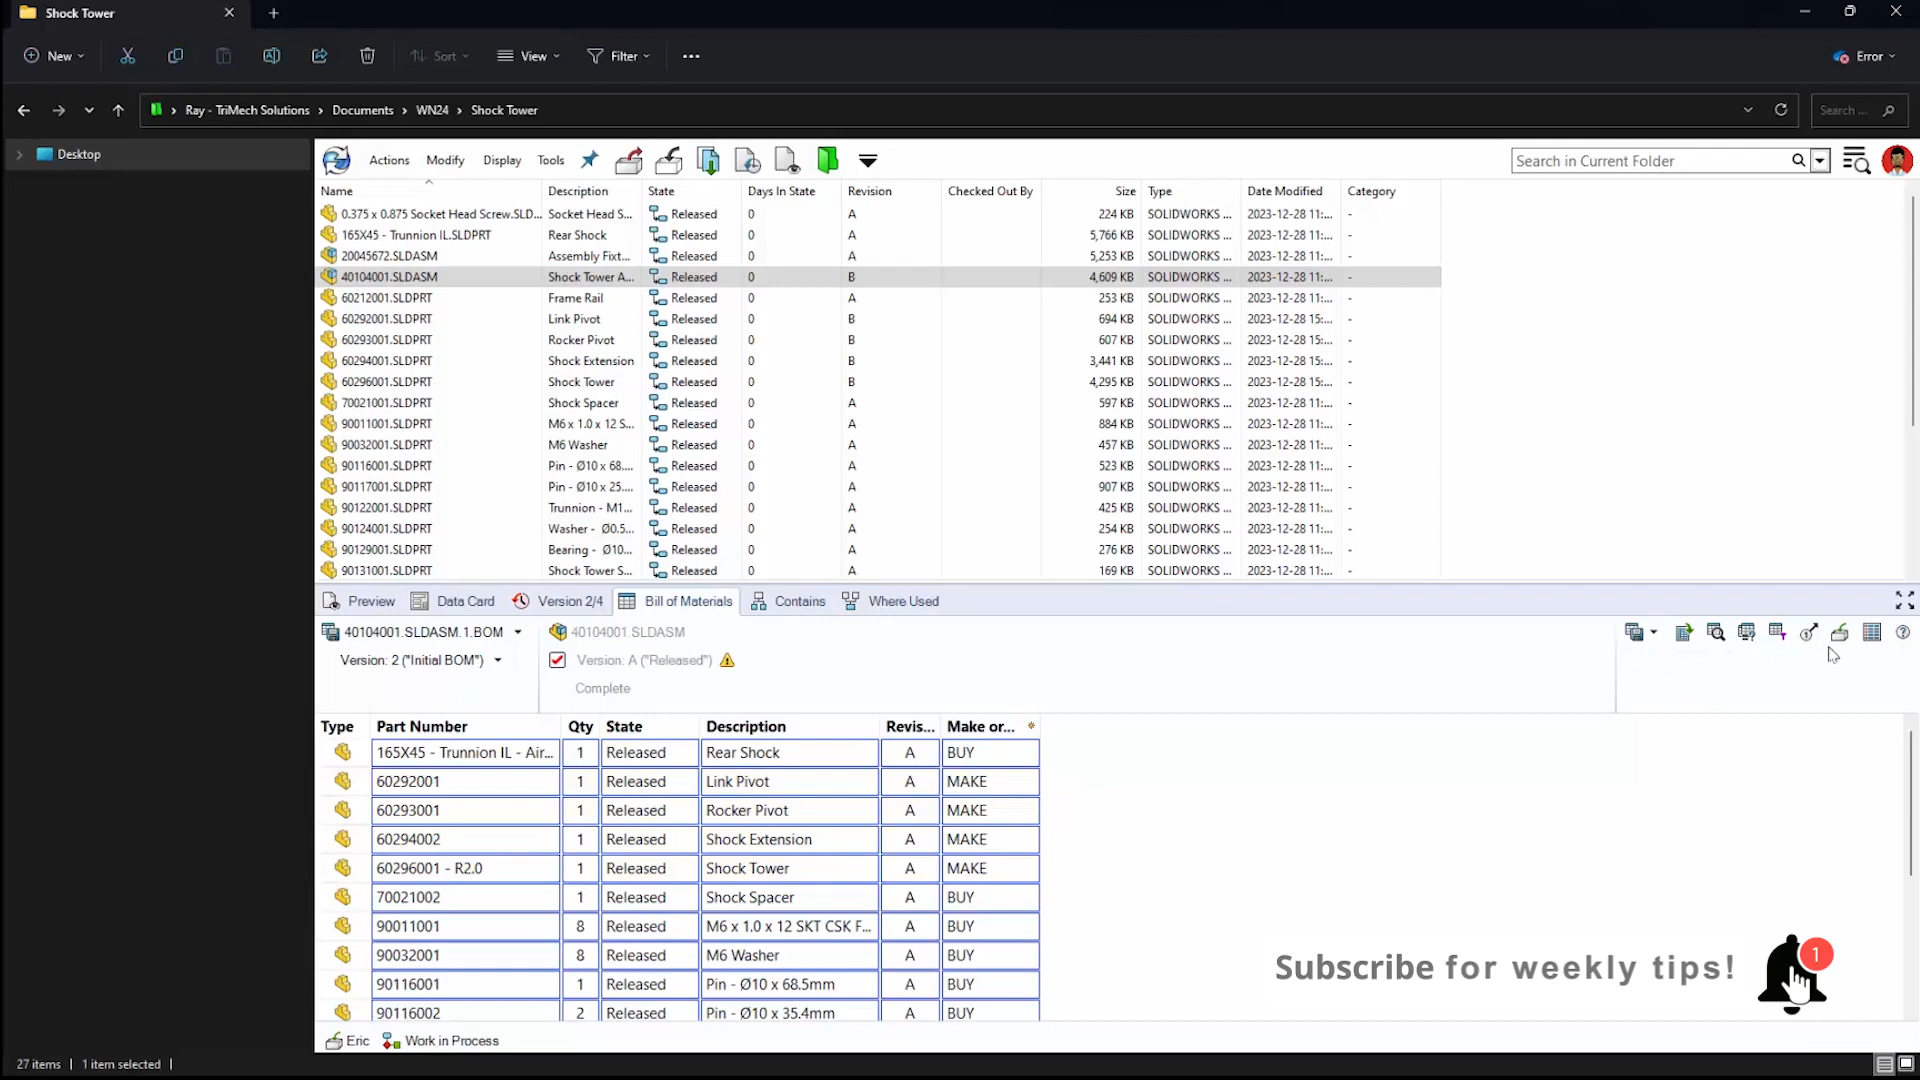 Shock Tower
New
Sort
View
Filter
Error
Ray - TriMech Solutions > Documents > WN24 > Shock Tower
Search ...
Desktop
Actions Modify Display Tools
Search in Current Folder
Name Description State Days In State Revision Checked Out By Size Type Date Modified Category
0.375 x 0.875 Socket Head Screw.SLD... Socket Head S... Released 0 A 224 KB SOLIDWORKS ... 2023-12-28 11:... -
165X45 - Trunnion IL.SLDPRT Rear Shock Released 0 A 5,766 KB SOLIDWORKS ... 2023-12-28 11:... -
20045672.SLDASM Assembly Fixt... Released 0 A 5,253 KB SOLIDWORKS ... 2023-12-28 11:... -
40104001.SLDASM Shock Tower A... Released 0 B 4,609 KB SOLIDWORKS ... 2023-12-28 11:... -
60212001.SLDPRT Frame Rail Released 0 A 253 KB SOLIDWORKS ... 2023-12-28 11:... -
60292001.SLDPRT Link Pivot Released 0 B 694 KB SOLIDWORKS ... 2023-12-28 15:... -
60293001.SLDPRT Rocker Pivot Released 0 B 607 KB SOLIDWORKS ... 2023-12-28 15:... -
60294001.SLDPRT Shock Extension Released 0 B 3,441 KB SOLIDWORKS ... 2023-12-28 15:... -
60296001.SLDPRT Shock Tower Released 0 B 4,295 KB SOLIDWORKS ... 2023-12-28 15:... -
70021001.SLDPRT Shock Spacer Released 0 A 597 KB SOLIDWORKS ... 2023-12-28 11:... -
90011001.SLDPRT M6 x 1.0 x 12 S... Released 0 A 884 KB SOLIDWORKS ... 2023-12-28 11:... -
90032001.SLDPRT M6 Washer Released 0 A 457 KB SOLIDWORKS ... 2023-12-28 11:... -
90116001.SLDPRT Pin - Ø10 x 68.... Released 0 A 523 KB SOLIDWORKS ... 2023-12-28 11:... -
90117001.SLDPRT Pin - Ø10 x 25.... Released 0 A 907 KB SOLIDWORKS ... 2023-12-28 11:... -
90122001.SLDPRT Trunnion - M1... Released 0 A 425 KB SOLIDWORKS ... 2023-12-28 11:... -
90124001.SLDPRT Washer - Ø0.5... Released 0 A 254 KB SOLIDWORKS ... 2023-12-28 11:... -
90129001.SLDPRT Bearing - Ø10... Released 0 A 276 KB SOLIDWORKS ... 2023-12-28 11:... -
90131001.SLDPRT Shock Tower S... Released 0 A 169 KB SOLIDWORKS ... 2023-12-28 11:... -
Preview Data Card Version 2/4 Bill of Materials Contains Where Used
40104001.SLDASM.1.BOM 40104001.SLDASM
Version: 2 ("Initial BOM") Version: A ("Released")
Complete
Type Part Number Qty State Description Revis... Make or...
165X45 - Trunnion IL - Air... 1 Released Rear Shock A BUY
60292001 1 Released Link Pivot A MAKE
60293001 1 Released Rocker Pivot A MAKE
60294002 1 Released Shock Extension A MAKE
60296001 - R2.0 1 Released Shock Tower A MAKE
70021002 1 Released Shock Spacer A BUY
90011001 8 Released M6 x 1.0 x 12 SKT CSK F... A BUY
90032001 8 Released M6 Washer A BUY
90116001 1 Released Pin - Ø10 x 68.5mm A BUY
90116002 2 Released Pin - Ø10 x 35.4mm A BUY
Subscribe for weekly tips!
1
Eric Work in Process
27 items | 1 item selected |